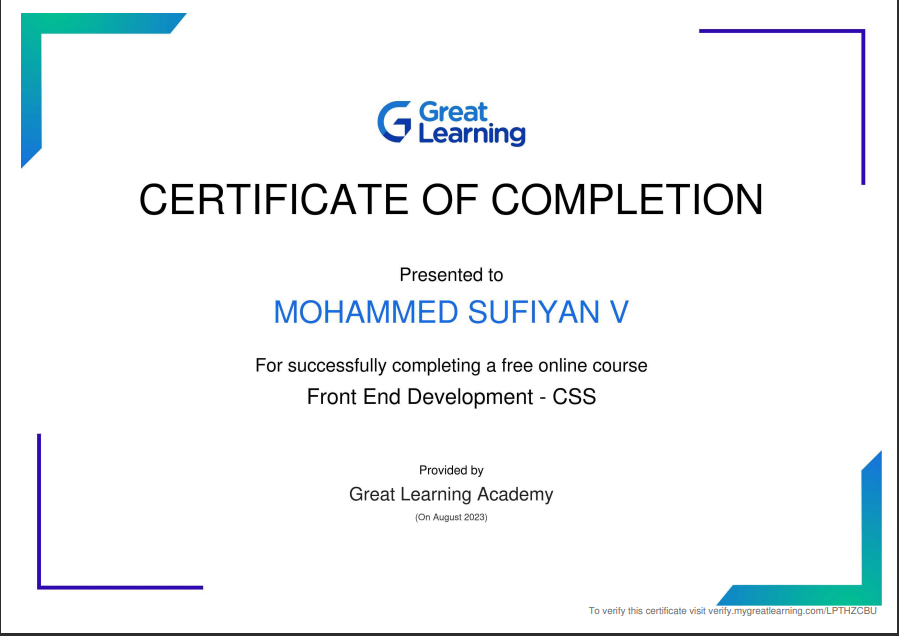 Great
Learning
CERTIFICATE OF COMPLETION
Presented to
MOHAMMED SUFIYAN V
For successfully completing a free online course
Front End Development - CSS
Provided by
Great Learning Academy
(On August 2023)
To verify this certificate visit verify.mygreatlearning.com/LPTHZCBU